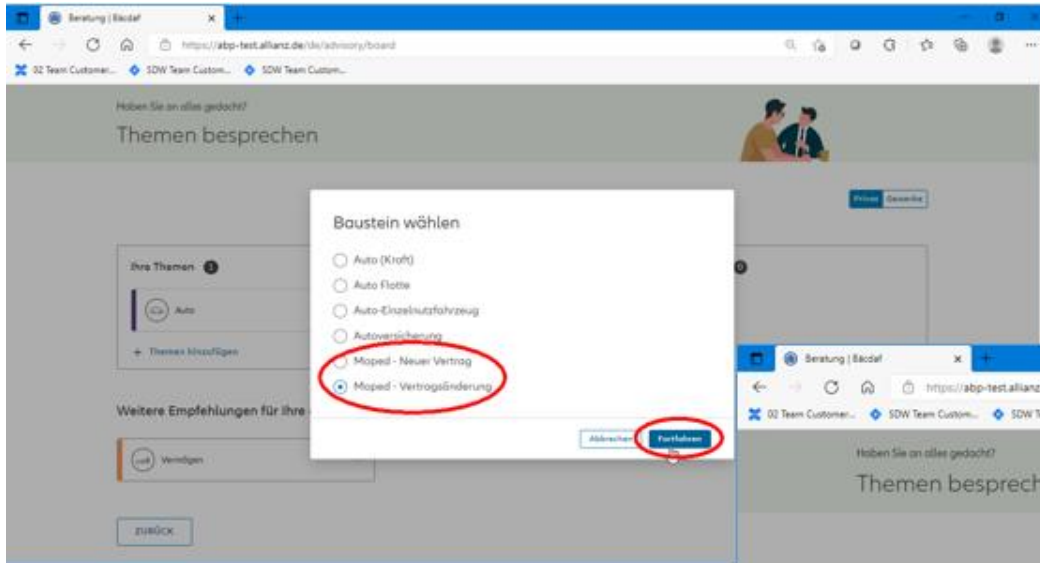 Beratung | Bäcdaf
https://abp-test.allianz.de/de/advisory/board
02 Team Customer...
SDW Team Custom...
SDW Team Custom...
Haben Sie an alles gedacht?
Themen besprechen
Privat
Gewerbe
Baustein wählen
Auto (Kraft)
Auto Flotte
Auto-Einzelnutzfahrzeug
Autoversicherung
Moped - Neuer Vertrag
Moped - Vertragsänderung
Abbrechen
Fortfahren
Ihre Themen
Auto
+ Themen hinzufügen
Weitere Empfehlungen für Ihre
Vermögen
ZURÜCK
Beratung | Bäcdaf
https://abp-test.allianz
02 Team Customer...
SDW Team Custom...
SDW T
Haben Sie an alles gedacht?
Themen besprech